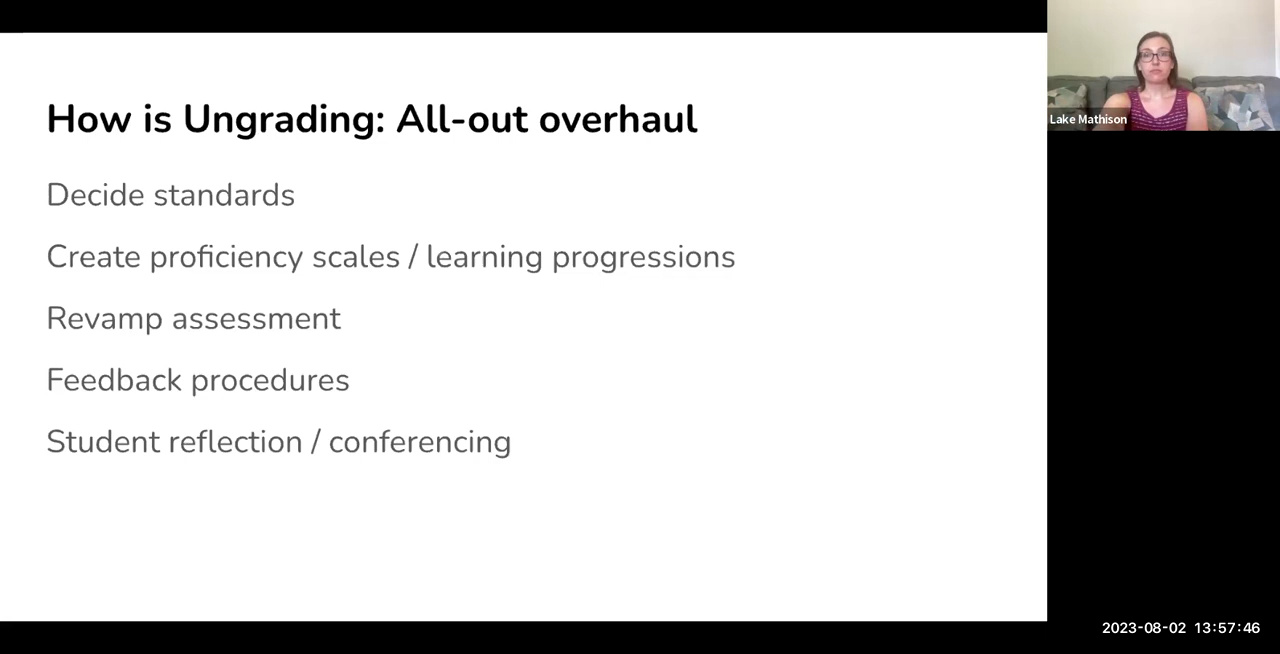 How is Ungrading: All-out overhaul
Decide standards
Create proficiency scales / learning progressions
Revamp assessment
Feedback procedures
Student reflection / conferencing
Lake Mathison
2023-08-02 13:57:46